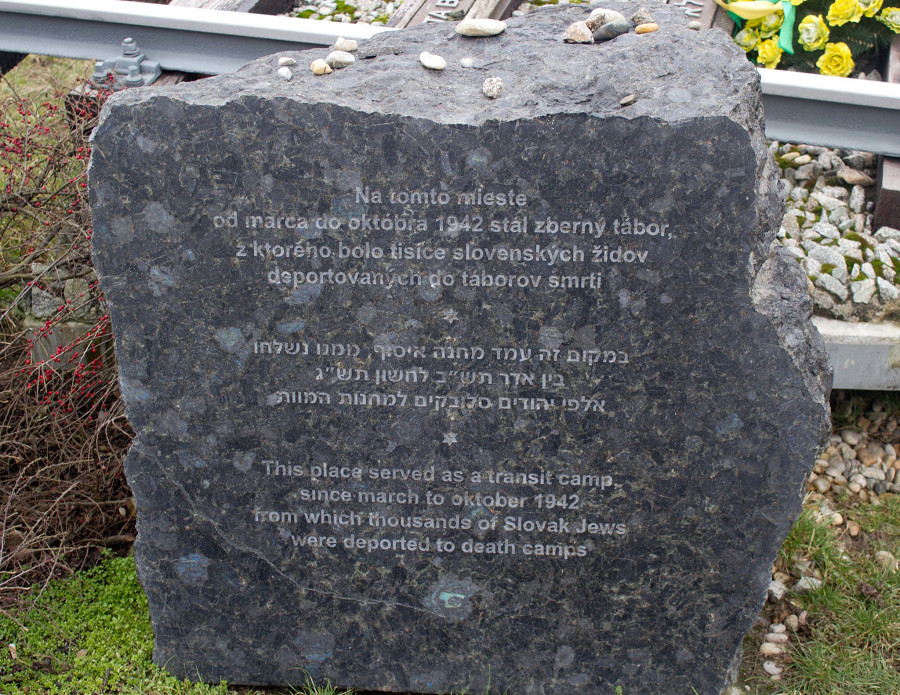 Na tomto mieste
od marca do októbra 1942 stál zberný tábor,
z ktorého bolo tisíce slovenských židov
deportovaných do táborov smrti
במקום זה עמד מחנה איסוף, ממנו נשלחו
בין אדר תש״ב לחשון תש״ג
אלפי יהודים סלובקים למחנות המוות
This place served as a transit camp
since march to oktober 1942
from which thousands of Slovak Jews
were deported to death camps